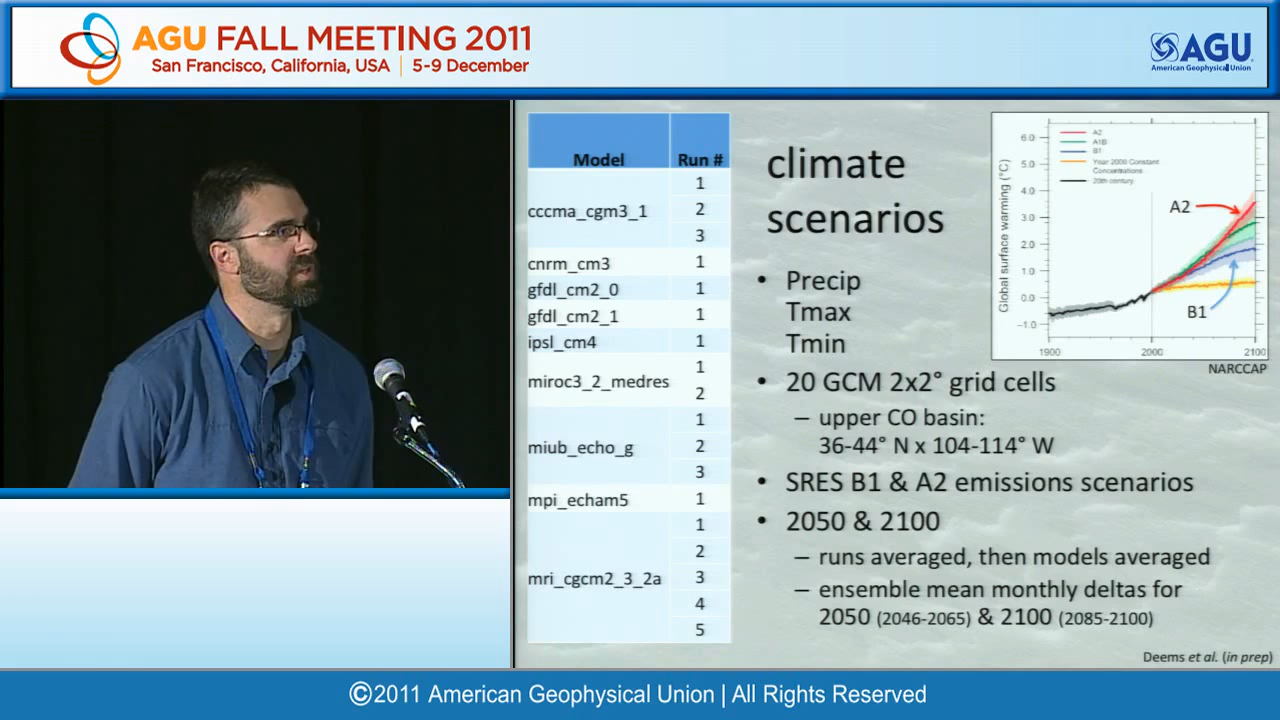 AGU FALL MEETING 2011
San Francisco, California, USA | 5-9 December
AGU
American Geophysical Union
Model Run #
cccma_cgm3_1
1
2
3
cnrm_cm3 1
gfdl_cm2_0 1
gfdl_cm2_1 1
ipsl_cm4 1
miroc3_2_medres
1
2
miub_echo_g
1
2
3
mpi_echam5 1
mri_cgcm2_3_2a
1
2
3
4
5
climate
scenarios
• Precip
Tmax
Tmin
• 20 GCM 2x2° grid cells
– upper CO basin:
36-44° N x 104-114° W
• SRES B1 & A2 emissions scenarios
• 2050 & 2100
– runs averaged, then models averaged
– ensemble mean monthly deltas for
2050 (2046-2065) & 2100 (2085-2100)
Global surface warming (°C)
6.0
5.0
4.0
3.0
2.0
1.0
0.0
−1.0
A2
A1B
B1
Year 2000 Constant
Concentrations
20th century
A2
B1
1900 2000 2100
NARCCAP
Deems et al. (in prep)
©2011 American Geophysical Union | All Rights Reserved